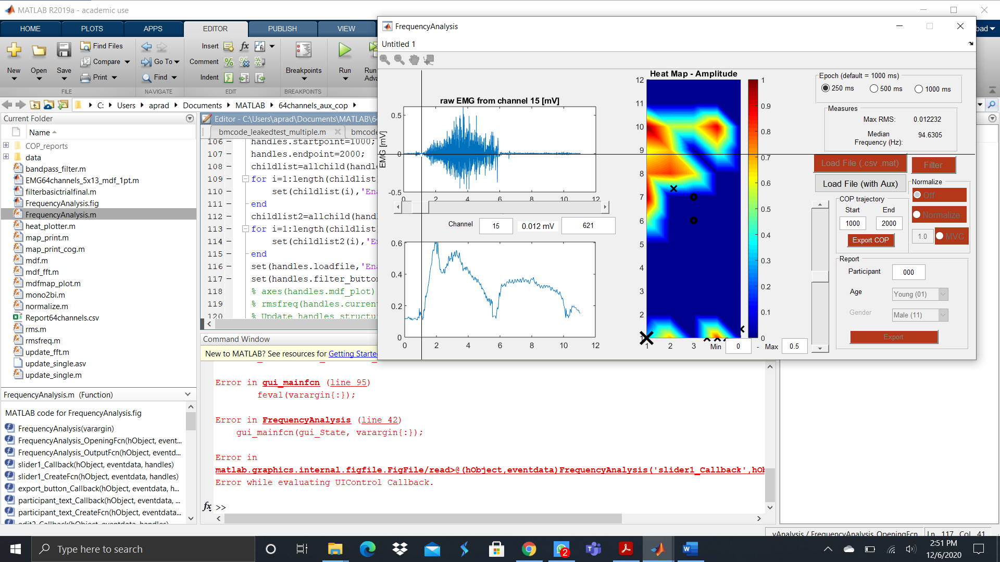 MATLAB R2019a - academic use
HOME PLOTS APPS EDITOR PUBLISH VIEW
New Open Save
Find Files
Compare
Print
FILE
Go To
Find
NAVIGATE
Insert
Comment
Indent
EDIT
Breakpoints
BREAKPOINTS
Run
C: Users aprad Documents MATLAB 64channels_aux_cop
Current Folder
Name
COP_reports
data
bandpass_filter.m
EMG64channels_5x13_mdf_1pt.m
filterbasictrialfinal.m
FrequencyAnalysis.fig
FrequencyAnalysis.m
heat_plotter.m
map_print.m
map_print_cog.m
mdf.m
mdf_fft.m
mdfmap_plot.m
mono2bi.m
normalize.m
Report64channels.csv
rms.m
rmsfreq.m
update_fft.m
update_single.asv
update_single.m
FrequencyAnalysis.m (Function)
MATLAB code for FrequencyAnalysis.fig
FrequencyAnalysis(varargin)
FrequencyAnalysis_OpeningFcn(hObject, event...
FrequencyAnalysis_OutputFcn(hObject, eventd...
slider1_Callback(hObject, eventdata, handles)
slider1_CreateFcn(hObject, eventdata, handles)
export_button_Callback(hObject, eventdata, h...
participant_text_Callback(hObject, eventdata, ...
participant_text_CreateFcn(hObject, eventdata...
edit2_Callback(hObject, eventdata, handles)
Editor - C:\Users\aprad\Documents\MATLAB\6
bmcode_leakedtest_multiple.m
106 handles.startpoint=1000;
107 handles.endpoint=2000;
108 childlist=allchild(handle
109 for i=1:length(childlist
110 set(childlist(i),'Ena
111 end
112 childlist2=allchild(hand
113 for i=1:length(childlist
114 set(childlist2(i),'E
115 end
116 set(handles.loadfile,'En
117 set(handles.filter_button
118 % axes(handles.mdf_plot)
119 % rmsfreq(handles.current
120 % Update handles structu
Command Window
New to MATLAB? See resources for Getting Starte
Error in gui_mainfcn (line 95)
feval(varargin{:});
Error in FrequencyAnalysis (line 42)
gui_mainfcn(gui_State, varargin{:});
Error in
matlab.graphics.internal.figfile.FigFile/read>@(hObject,eventdata)FrequencyAnalysis('slider1_Callback',hOb
Error while evaluating UIControl Callback.
fx >>
FrequencyAnalysis
Untitled 1
raw EMG from channel 15 [mV]
EMG [mV]
0.5
0
-0.5
0 2 4 6 8 10 12
Channel 15 0.012 mV 621
0.6
0.4
0.2
0
0 2 4 6 8 10 12
Heat Map - Amplitude
12
11
10
9
8
7
6
5
4
3
2
1
1 2 3
1
0.9
0.8
0.7
0.6
0.5
0.4
0.3
0.2
0.1
0
Min 0 - Max 0.5
Epoch (default = 1000 ms)
250 ms 500 ms 1000 ms
Measures
Max RMS: 0.012232
Median
Frequency (Hz): 94.6305
Load File (.csv .mat) Filter
Load File (with Aux)
Normalize
Off
Normalize
1.0 MVC
COP trajectory
Start End
1000 2000
Export COP
Report
Participant 000
Age Young (01)
Gender Male (11)
Export
Ln 117 Col 41
Type here to search
2
2:51 PM
12/6/2020